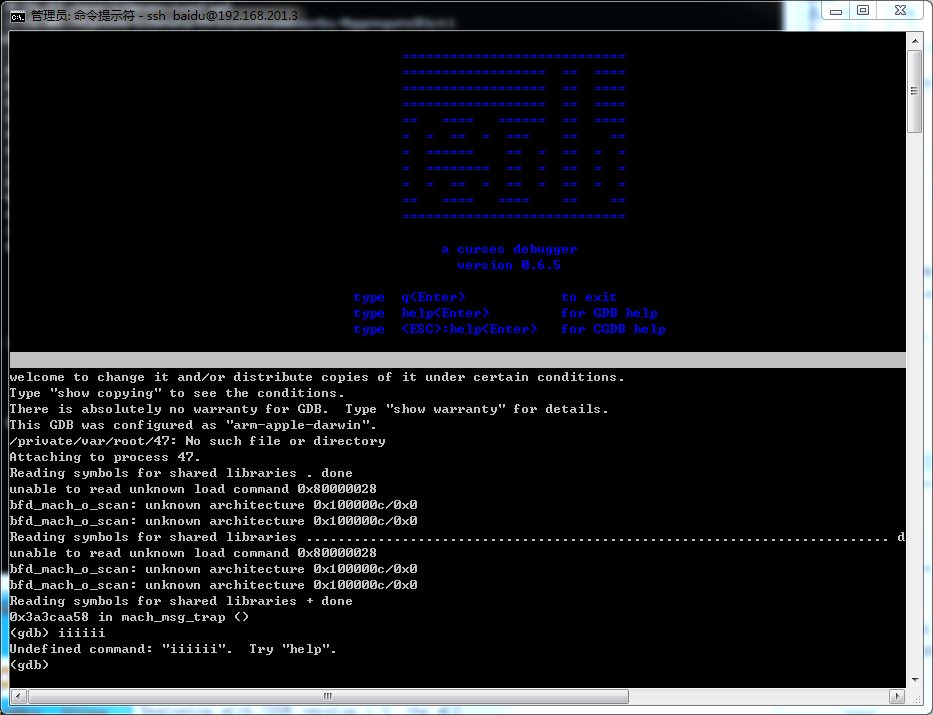 管理员: 命令提示符 - ssh baidu@192.168.201.3
a curses debugger
version 0.6.5
type q<Enter> to exit
type help<Enter> for GDB help
type <ESC>:help<Enter> for CGDB help
welcome to change it and/or distribute copies of it under certain conditions.
Type "show copying" to see the conditions.
There is absolutely no warranty for GDB.  Type "show warranty" for details.
This GDB was configured as "arm-apple-darwin".
/private/var/root/47: No such file or directory
Attaching to process 47.
Reading symbols for shared libraries . done
unable to read unknown load command 0x80000028
bfd_mach_o_scan: unknown architecture 0x100000c/0x0
bfd_mach_o_scan: unknown architecture 0x100000c/0x0
Reading symbols for shared libraries ......................................................................... d
unable to read unknown load command 0x80000028
bfd_mach_o_scan: unknown architecture 0x100000c/0x0
bfd_mach_o_scan: unknown architecture 0x100000c/0x0
Reading symbols for shared libraries + done
0x3a3caa58 in mach_msg_trap ()
(gdb) iiiiii
Undefined command: "iiiiii".  Try "help".
(gdb)